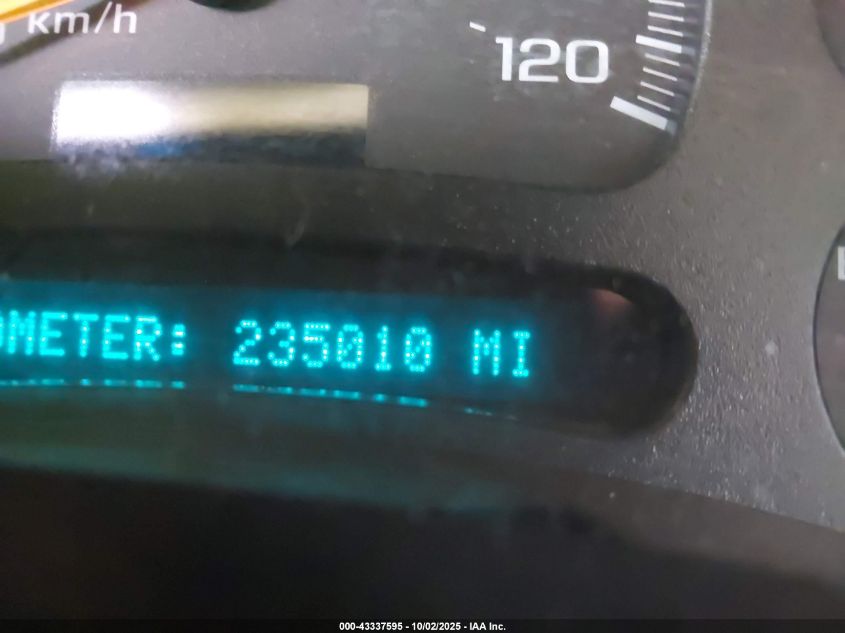 km/h
120
OMETER: 235010 MI
000-43337595 - 10/02/2025 - IAA Inc.